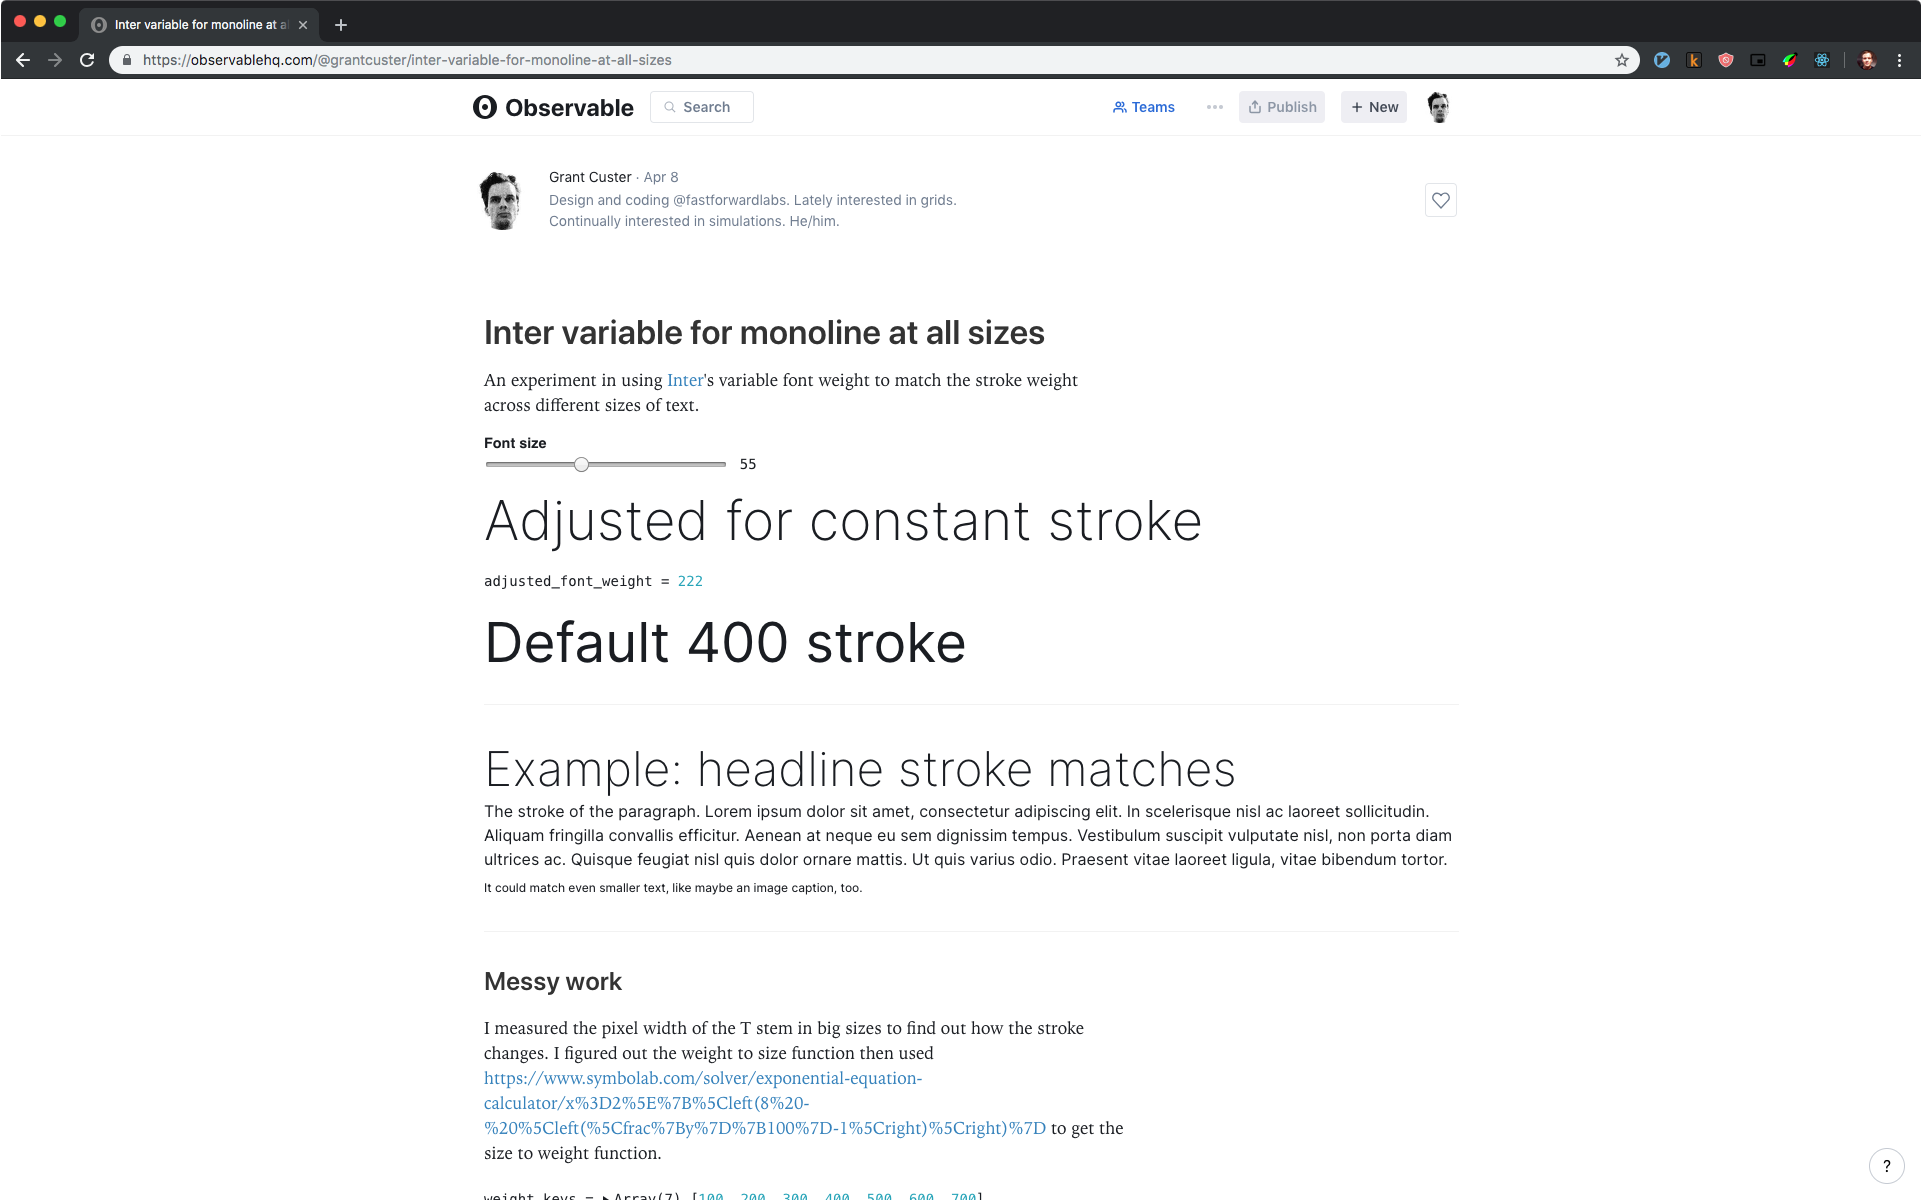 Inter variable for monoline at al
https://observablehq.com/@grantcuster/inter-variable-for-monoline-at-all-sizes
Observable
Search
Teams
Publish
+ New
Grant Custer · Apr 8
Design and coding @fastforwardlabs. Lately interested in grids.
Continually interested in simulations. He/him.
Inter variable for monoline at all sizes
An experiment in using Inter's variable font weight to match the stroke weight
across different sizes of text.
Font size
55
Adjusted for constant stroke
adjusted_font_weight = 222
Default 400 stroke
Example: headline stroke matches
The stroke of the paragraph. Lorem ipsum dolor sit amet, consectetur adipiscing elit. In scelerisque nisl ac laoreet sollicitudin.
Aliquam fringilla convallis efficitur. Aenean at neque eu sem dignissim tempus. Vestibulum suscipit vulputate nisl, non porta diam
ultrices ac. Quisque feugiat nisl quis dolor ornare mattis. Ut quis varius odio. Praesent vitae laoreet ligula, vitae bibendum tortor.
It could match even smaller text, like maybe an image caption, too.
Messy work
I measured the pixel width of the T stem in big sizes to find out how the stroke
changes. I figured out the weight to size function then used
https://www.symbolab.com/solver/exponential-equation-
calculator/x%3D2%5E%7B%5Cleft(8%20-
%20%5Cleft(%5Cfrac%7By%7D%7B100%7D-1%5Cright)%5Cright)%7D to get the
size to weight function.
weight_keys = ▸Array(7) [100, 200, 300, 400, 500, 600, 700]
?